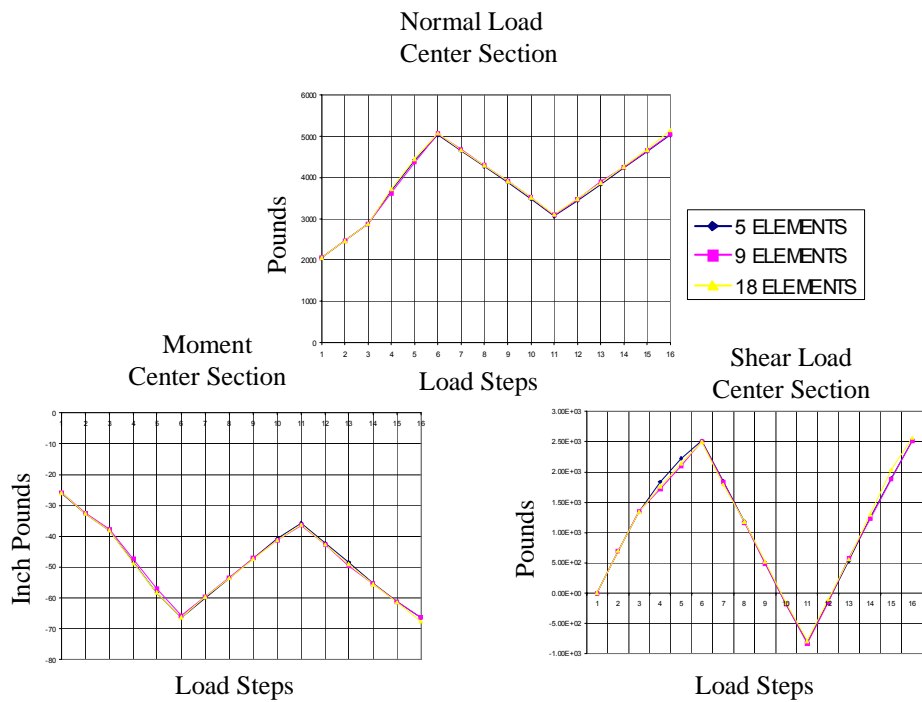 Normal Load
Center Section
6000
5000
4000
3000
2000
1000
0
Pounds
1 2 3 4 5 6 7 8 9 10 11 12 13 14 15 16
Load Steps
5 ELEMENTS
9 ELEMENTS
18 ELEMENTS
Moment
Center Section
0
-10
-20
-30
-40
-50
-60
-70
-80
Inch Pounds
1 2 3 4 5 6 7 8 9 10 11 12 13 14 15 16
Load Steps
Shear Load
Center Section
3.00E+03
2.50E+03
2.00E+03
1.50E+03
1.00E+03
5.00E+02
0.00E+00
-5.00E+02
-1.00E+03
Pounds
1 2 3 4 5 6 7 8 9 10 11 12 13 14 15 16
Load Steps